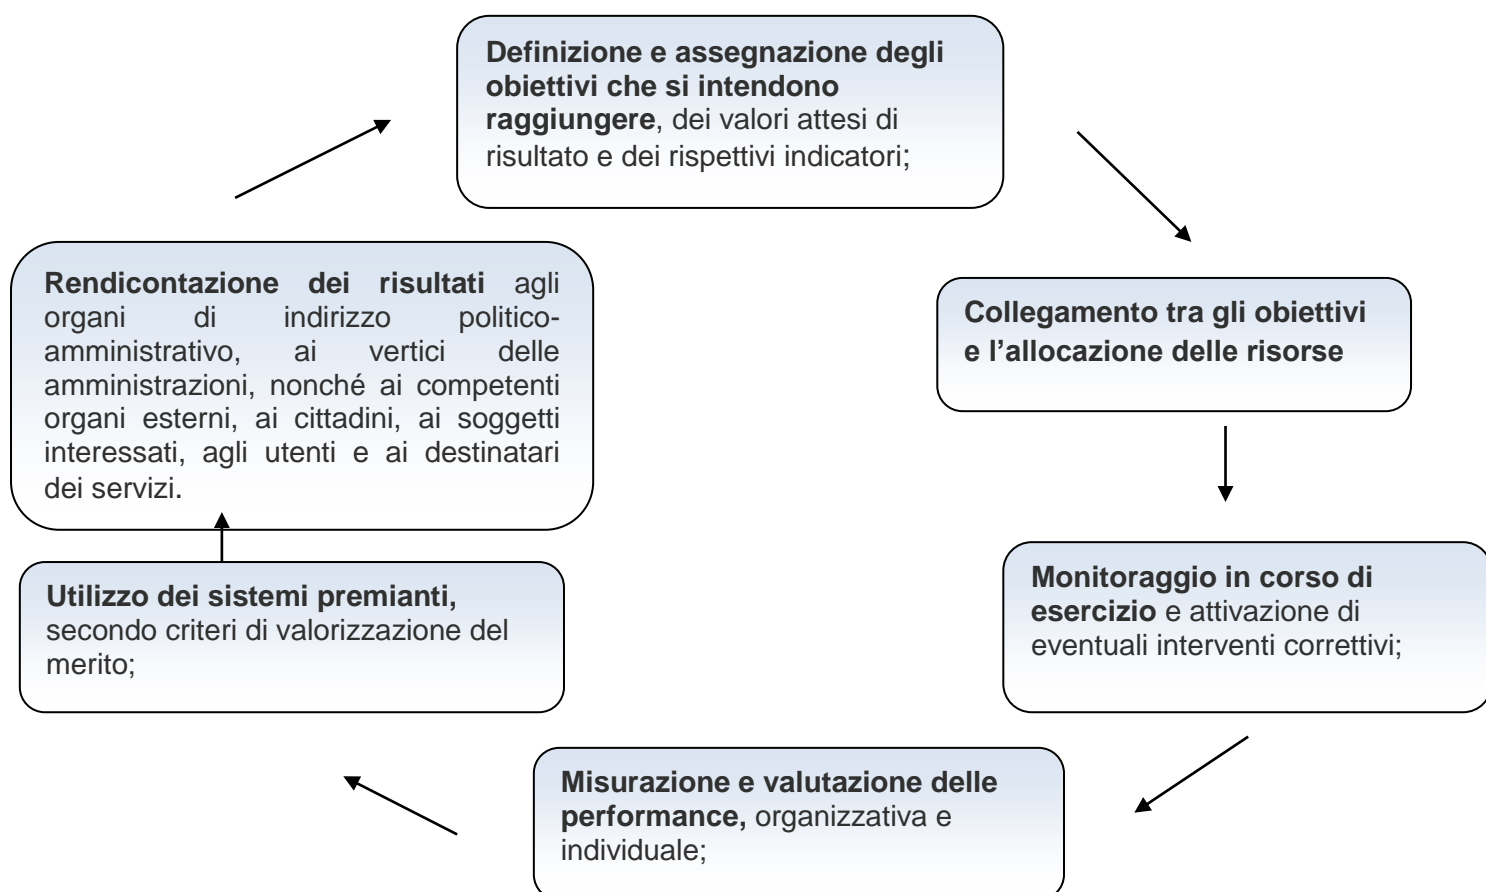 Definizione e assegnazione degli
obiettivi che si intendono
raggiungere, dei valori attesi di
risultato e dei rispettivi indicatori;
Collegamento tra gli obiettivi
e l’allocazione delle risorse
Monitoraggio in corso di
esercizio e attivazione di
eventuali interventi correttivi;
Misurazione e valutazione delle
performance, organizzativa e
individuale;
Utilizzo dei sistemi premianti,
secondo criteri di valorizzazione del
merito;
Rendicontazione dei risultati agli
organi di indirizzo politico-
amministrativo, ai vertici delle
amministrazioni, nonché ai competenti
organi esterni, ai cittadini, ai soggetti
interessati, agli utenti e ai destinatari
dei servizi.